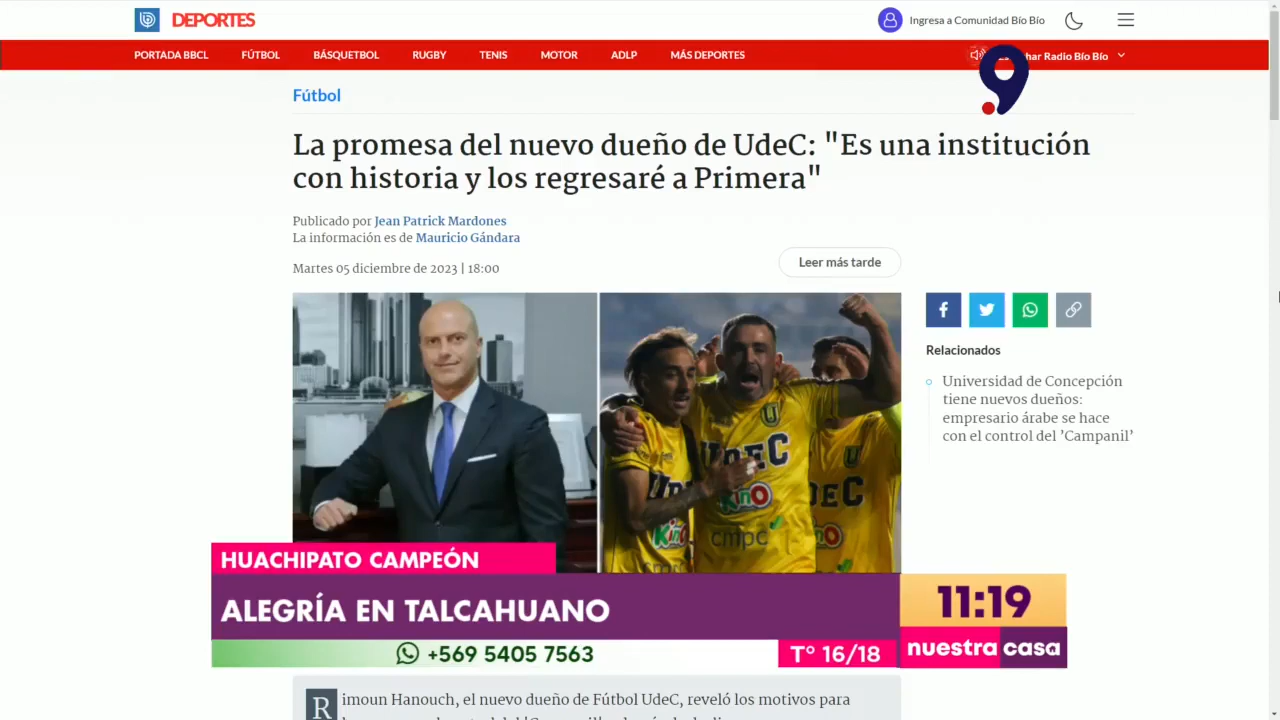 DEPORTES
Ingresa a Comunidad Bío Bío
PORTADA BBCL
FÚTBOL
BÁSQUETBOL
RUGBY
TENIS
MOTOR
ADLP
MÁS DEPORTES
har Radio Bío Bío
Fútbol
La promesa del nuevo dueño de UdeC: "Es una institución
con historia y los regresaré a Primera"
Publicado por Jean Patrick Mardones
La información es de Mauricio Gándara
Martes 05 diciembre de 2023 | 18:00
Leer más tarde
Relacionados
Universidad de Concepción
tiene nuevos dueños:
empresario árabe se hace
con el control del 'Campanil'
UDEC
KINO
cmpc
HUACHIPATO CAMPEÓN
ALEGRÍA EN TALCAHUANO
11:19
+569 5405 7563
T° 16/18
nuestra casa
Rimoun Hanouch, el nuevo dueño de Fútbol UdeC, reveló los motivos para